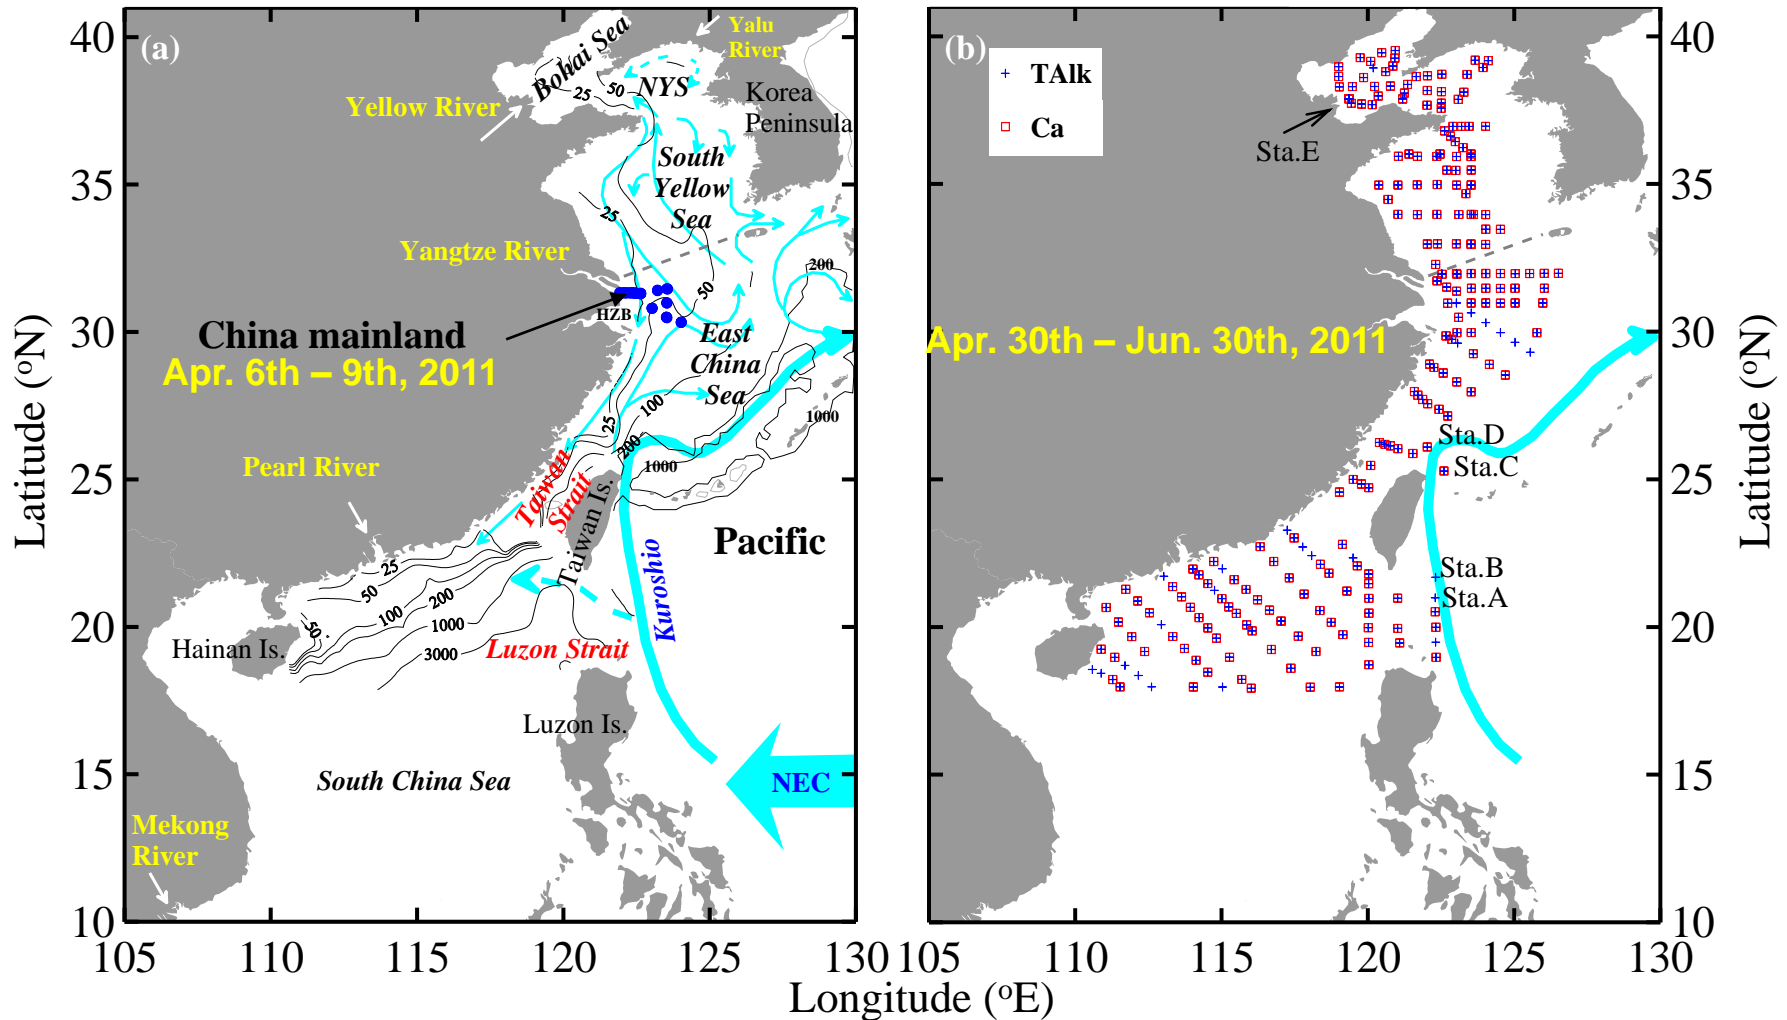 (a)
Bohai Sea
Yalu
River
NYS
Korea
Peninsula
Yellow River
25
50
South
Yellow
Sea
25
Yangtze River
200
50
HZB
China mainland
Apr. 6th – 9th, 2011
East
China
Sea
100
25
200
1000
1000
Pearl River
Taiwan
Strait
Taiwan Is.
Pacific
25
50
100
200
1000
3000
50
Hainan Is.
Luzon Strait
Kuroshio
Luzon Is.
South China Sea
NEC
Mekong
River
40
35
30
25
20
15
10
105
110
115
120
125
130
Latitude (oN)
(b)
TAlk
Ca
Sta.E
Apr. 30th – Jun. 30th, 2011
Sta.D
Sta.C
Sta.B
Sta.A
40
35
30
25
20
15
10
105
110
115
120
125
130
Latitude (oN)
Longitude (oE)